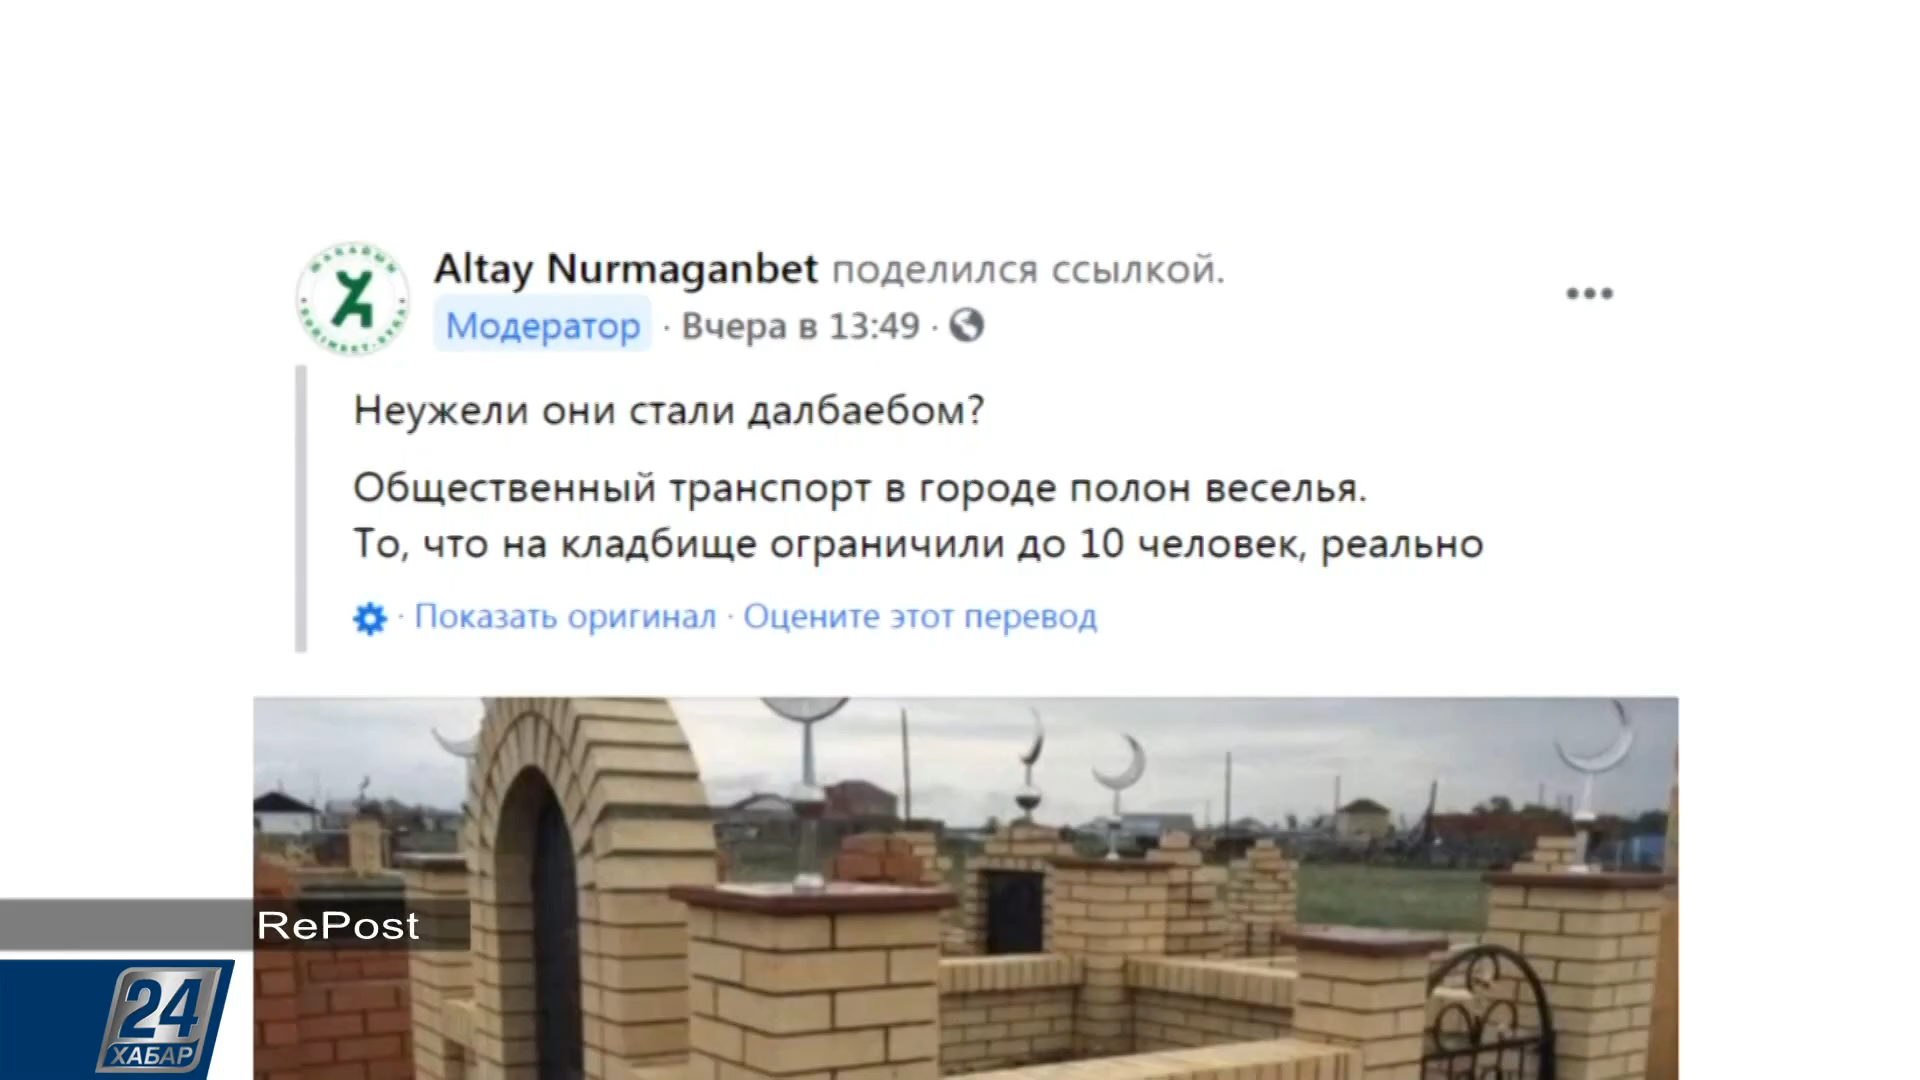 Altay Nurmaganbet поделился ссылкой.
Модератор · Вчера в 13:49 ·
Неужели они стали далбаебом?
Общественный транспорт в городе полон веселья.
То, что на кладбище ограничили до 10 человек, реально
· Показать оригинал · Оцените этот перевод
RePost
24
ХАБАР